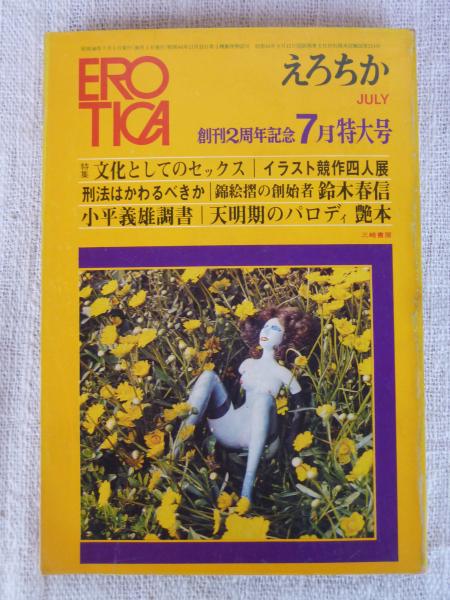 ERO
TICA
えろちか
JULY
創刊2周年記念7月特大号
特集 文化としてのセックス|イラスト競作四人展
刑法はかわるべきか|錦絵摺の創始者 鈴木春信
小平義雄調書|天明期のパロディ 艶本
三崎書房